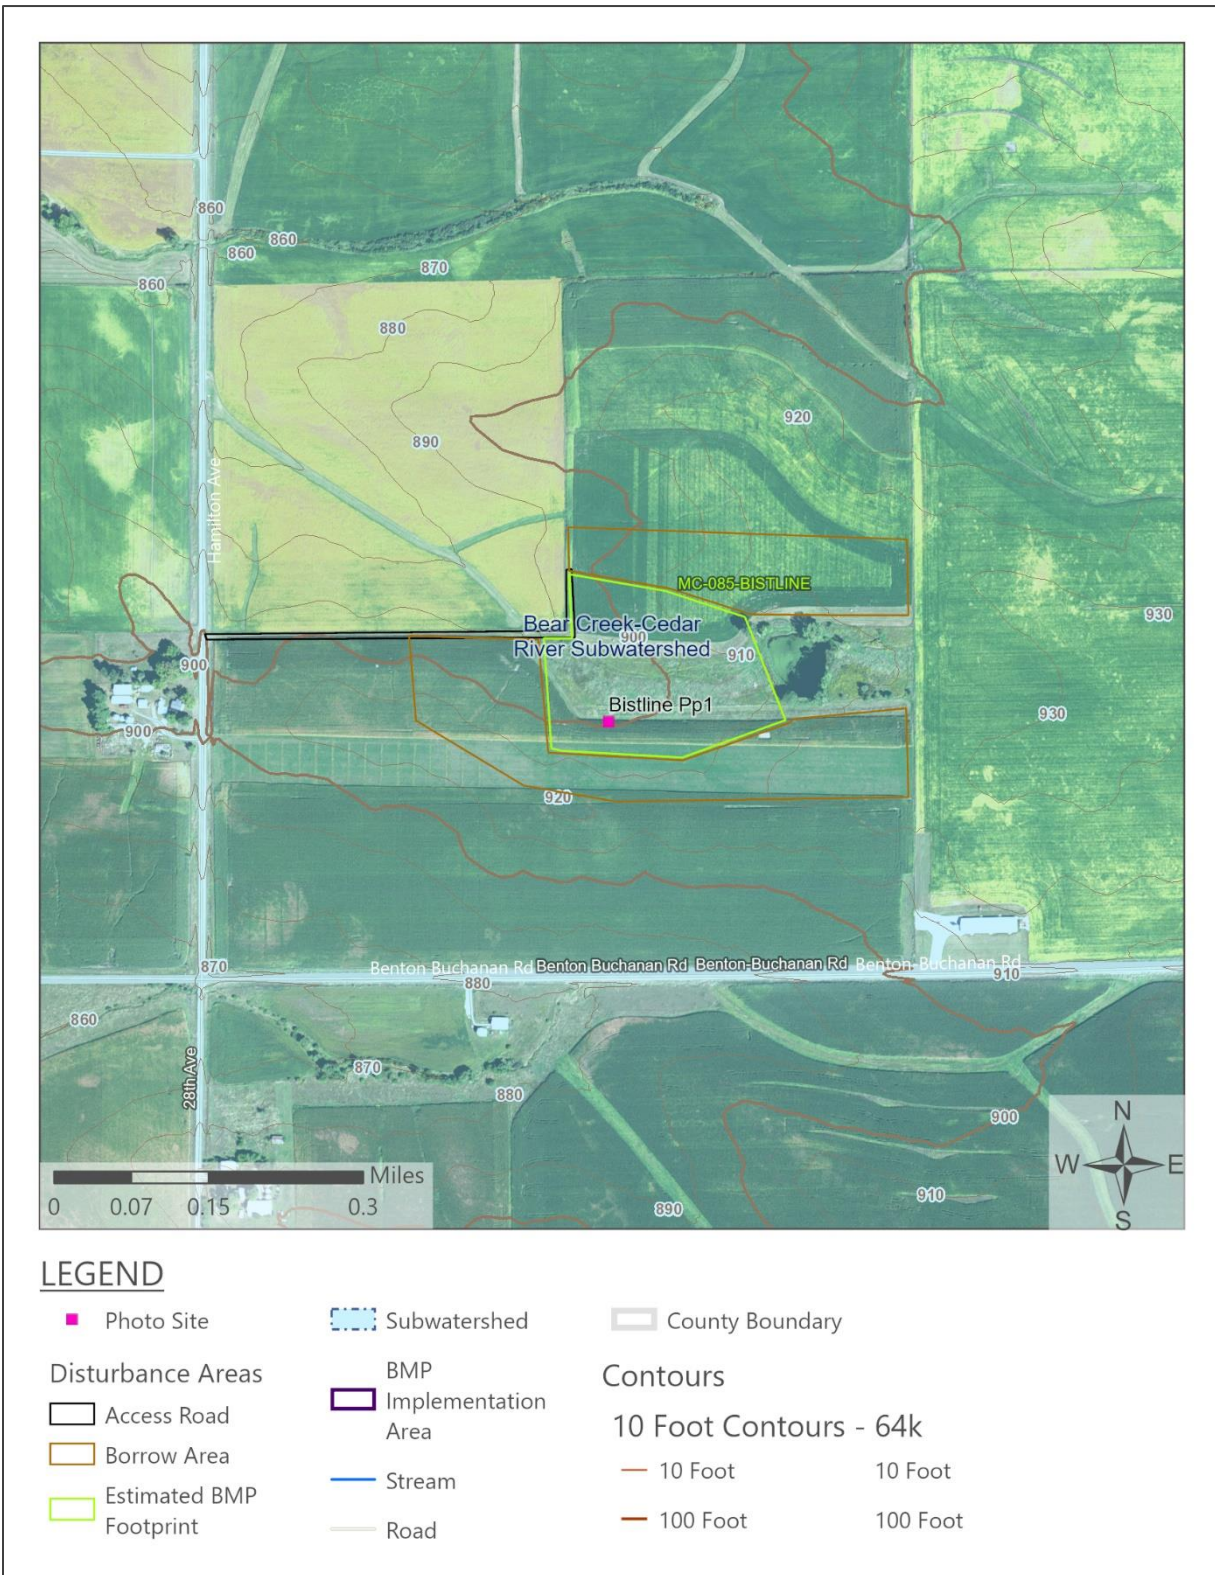 860
860
860
860
870
880
920
890
Hamilton Ave
MC-085-BISTLINE
930
Bear Creek-Cedar
River Subwatershed
900
910
900
Bistline Pp1
930
900
920
870
Benton Buchanan Rd
Benton Buchanan Rd
Benton-Buchanan Rd
Benton-Buchanan Rd
910
880
860
28th Ave
870
880
900
N
W
E
S
910
890
Miles
0
0.07
0.15
0.3
LEGEND
Photo Site
Subwatershed
County Boundary
Disturbance Areas
Access Road
Borrow Area
Estimated BMP
Footprint
BMP
Implementation
Area
Stream
Road
Contours
10 Foot Contours - 64k
10 Foot
10 Foot
100 Foot
100 Foot